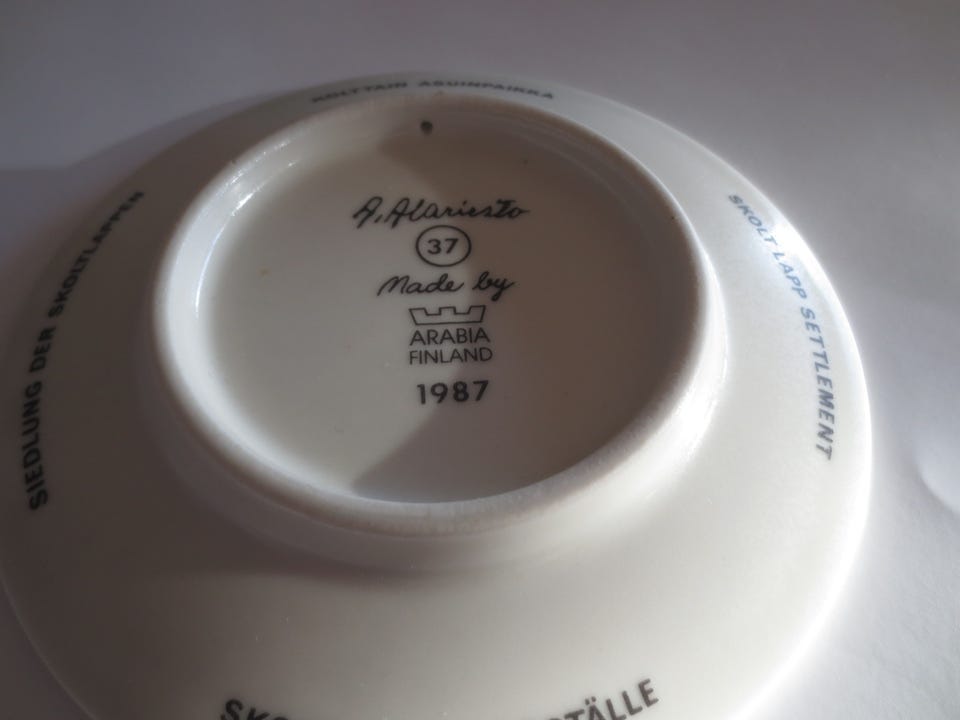 KOLTTAIN ASUINPAIKKA
A. Alariesto
37
Made by
ARABIA
FINLAND
1987
SKOLT LAPP SETTLEMENT
SIEDLUNG DER SKOLTLAPPEN